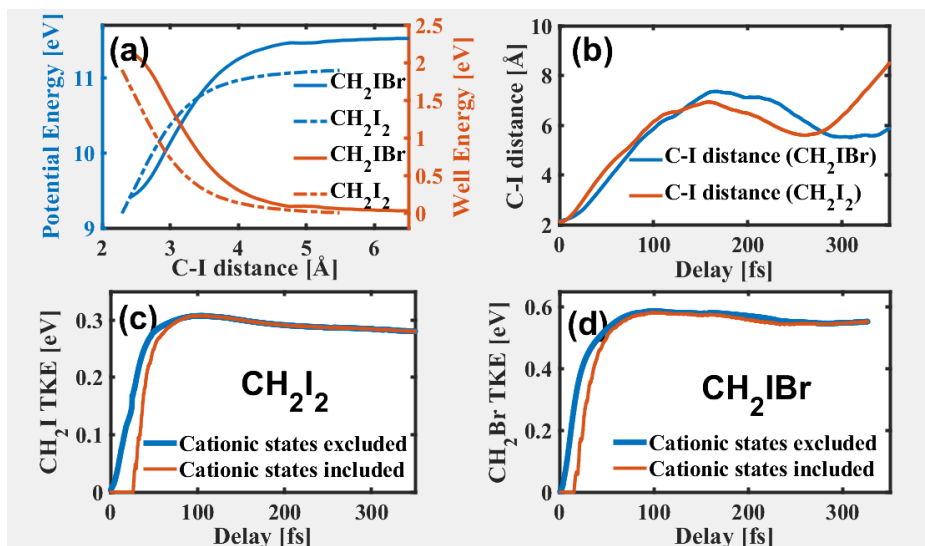 (a)
Potential Energy [eV]
11
10
9
CH2IBr
CH2I2
CH2IBr
CH2I2
2.5
2
1.5
1
0.5
0
Well Energy [eV]
2 3 4 5 6
C-I distance [Å]
(b)
C-I distance [Å]
10
8
6
4
2
C-I distance (CH2IBr)
C-I distance (CH2I2)
0 100 200 300
Delay [fs]
(c)
CH2I TKE [eV]
0.3
0.2
0.1
0
CH2I2
Cationic states excluded
Cationic states included
0 100 200 300
Delay [fs]
(d)
CH2Br TKE [eV]
0.6
0.4
0.2
0
CH2IBr
Cationic states excluded
Cationic states included
0 100 200 300
Delay [fs]